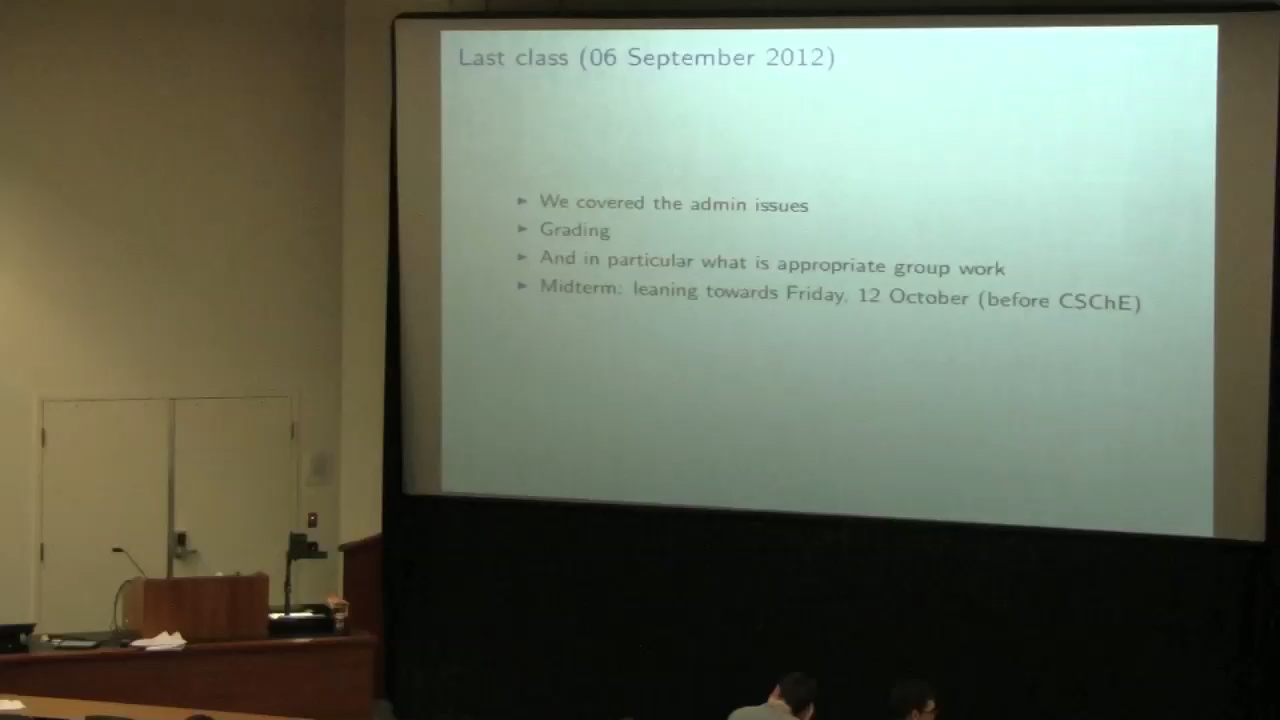 Last class (06 September 2012)
We covered the admin issues
Grading
And in particular what is appropriate group work
Midterm: leaning towards Friday, 12 October (before CSChE)